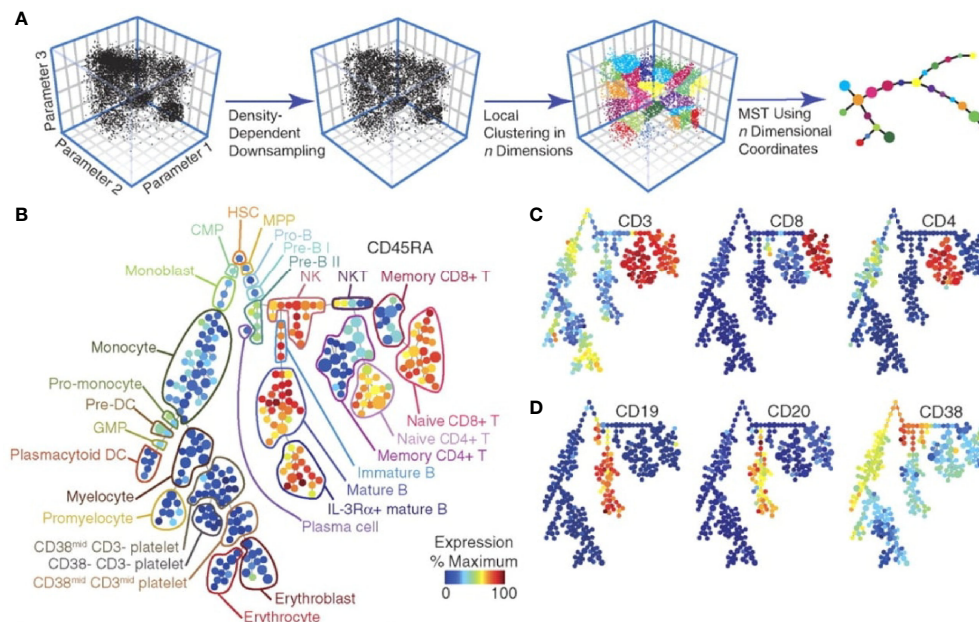 A
Parameter 3
Parameter 2
Parameter 1
Density-
Dependent
Downsampling
Local
Clustering in
n Dimensions
MST Using
n Dimensional
Coordinates
B
HSC
MPP
CMP
Pro-B
Pre-B I
Pre-B II
CD45RA
Monoblast
NK
NKT
Memory CD8+ T
Monocyte
Pro-monocyte
Pre-DC
GMP
Plasmacytoid DC
Naive CD8+ T
Naive CD4+ T
Memory CD4+ T
Immature B
Mature B
IL-3Rα+ mature B
Plasma cell
Myelocyte
Promyelocyte
CD38mid CD3- platelet
CD38- CD3- platelet
CD38mid CD3mid platelet
Erythroblast
Erythrocyte
Expression
% Maximum
0 100
C
CD3
CD8
CD4
D
CD19
CD20
CD38